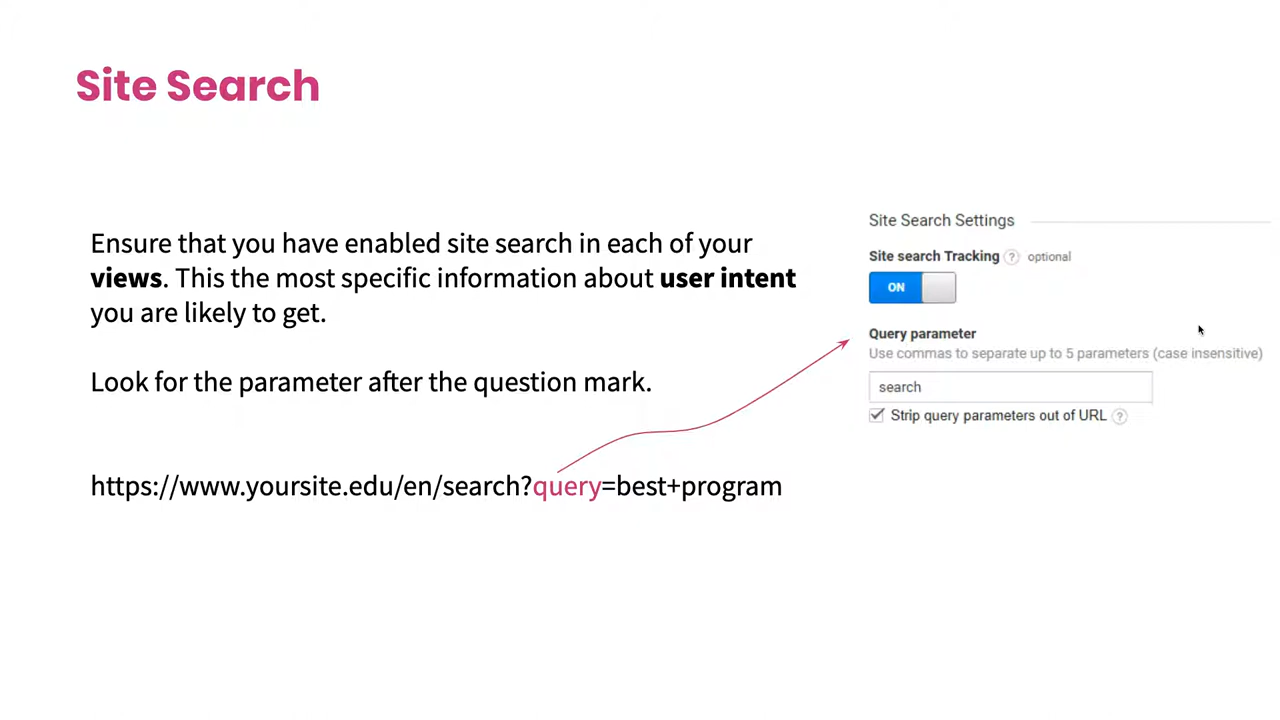 Site Search
Ensure that you have enabled site search in each of your
views. This the most specific information about user intent
you are likely to get.
Look for the parameter after the question mark.
https://www.yoursite.edu/en/search?query=best+program
Site Search Settings
Site search Tracking ? optional
ON
Query parameter
Use commas to separate up to 5 parameters (case insensitive)
search
Strip query parameters out of URL ?